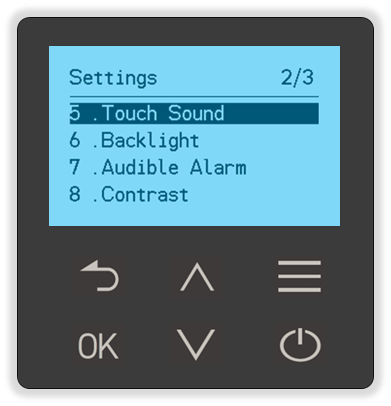 Settings 2/3
5 .Touch Sound
6 .Backlight
7 .Audible Alarm
8 .Contrast
OK